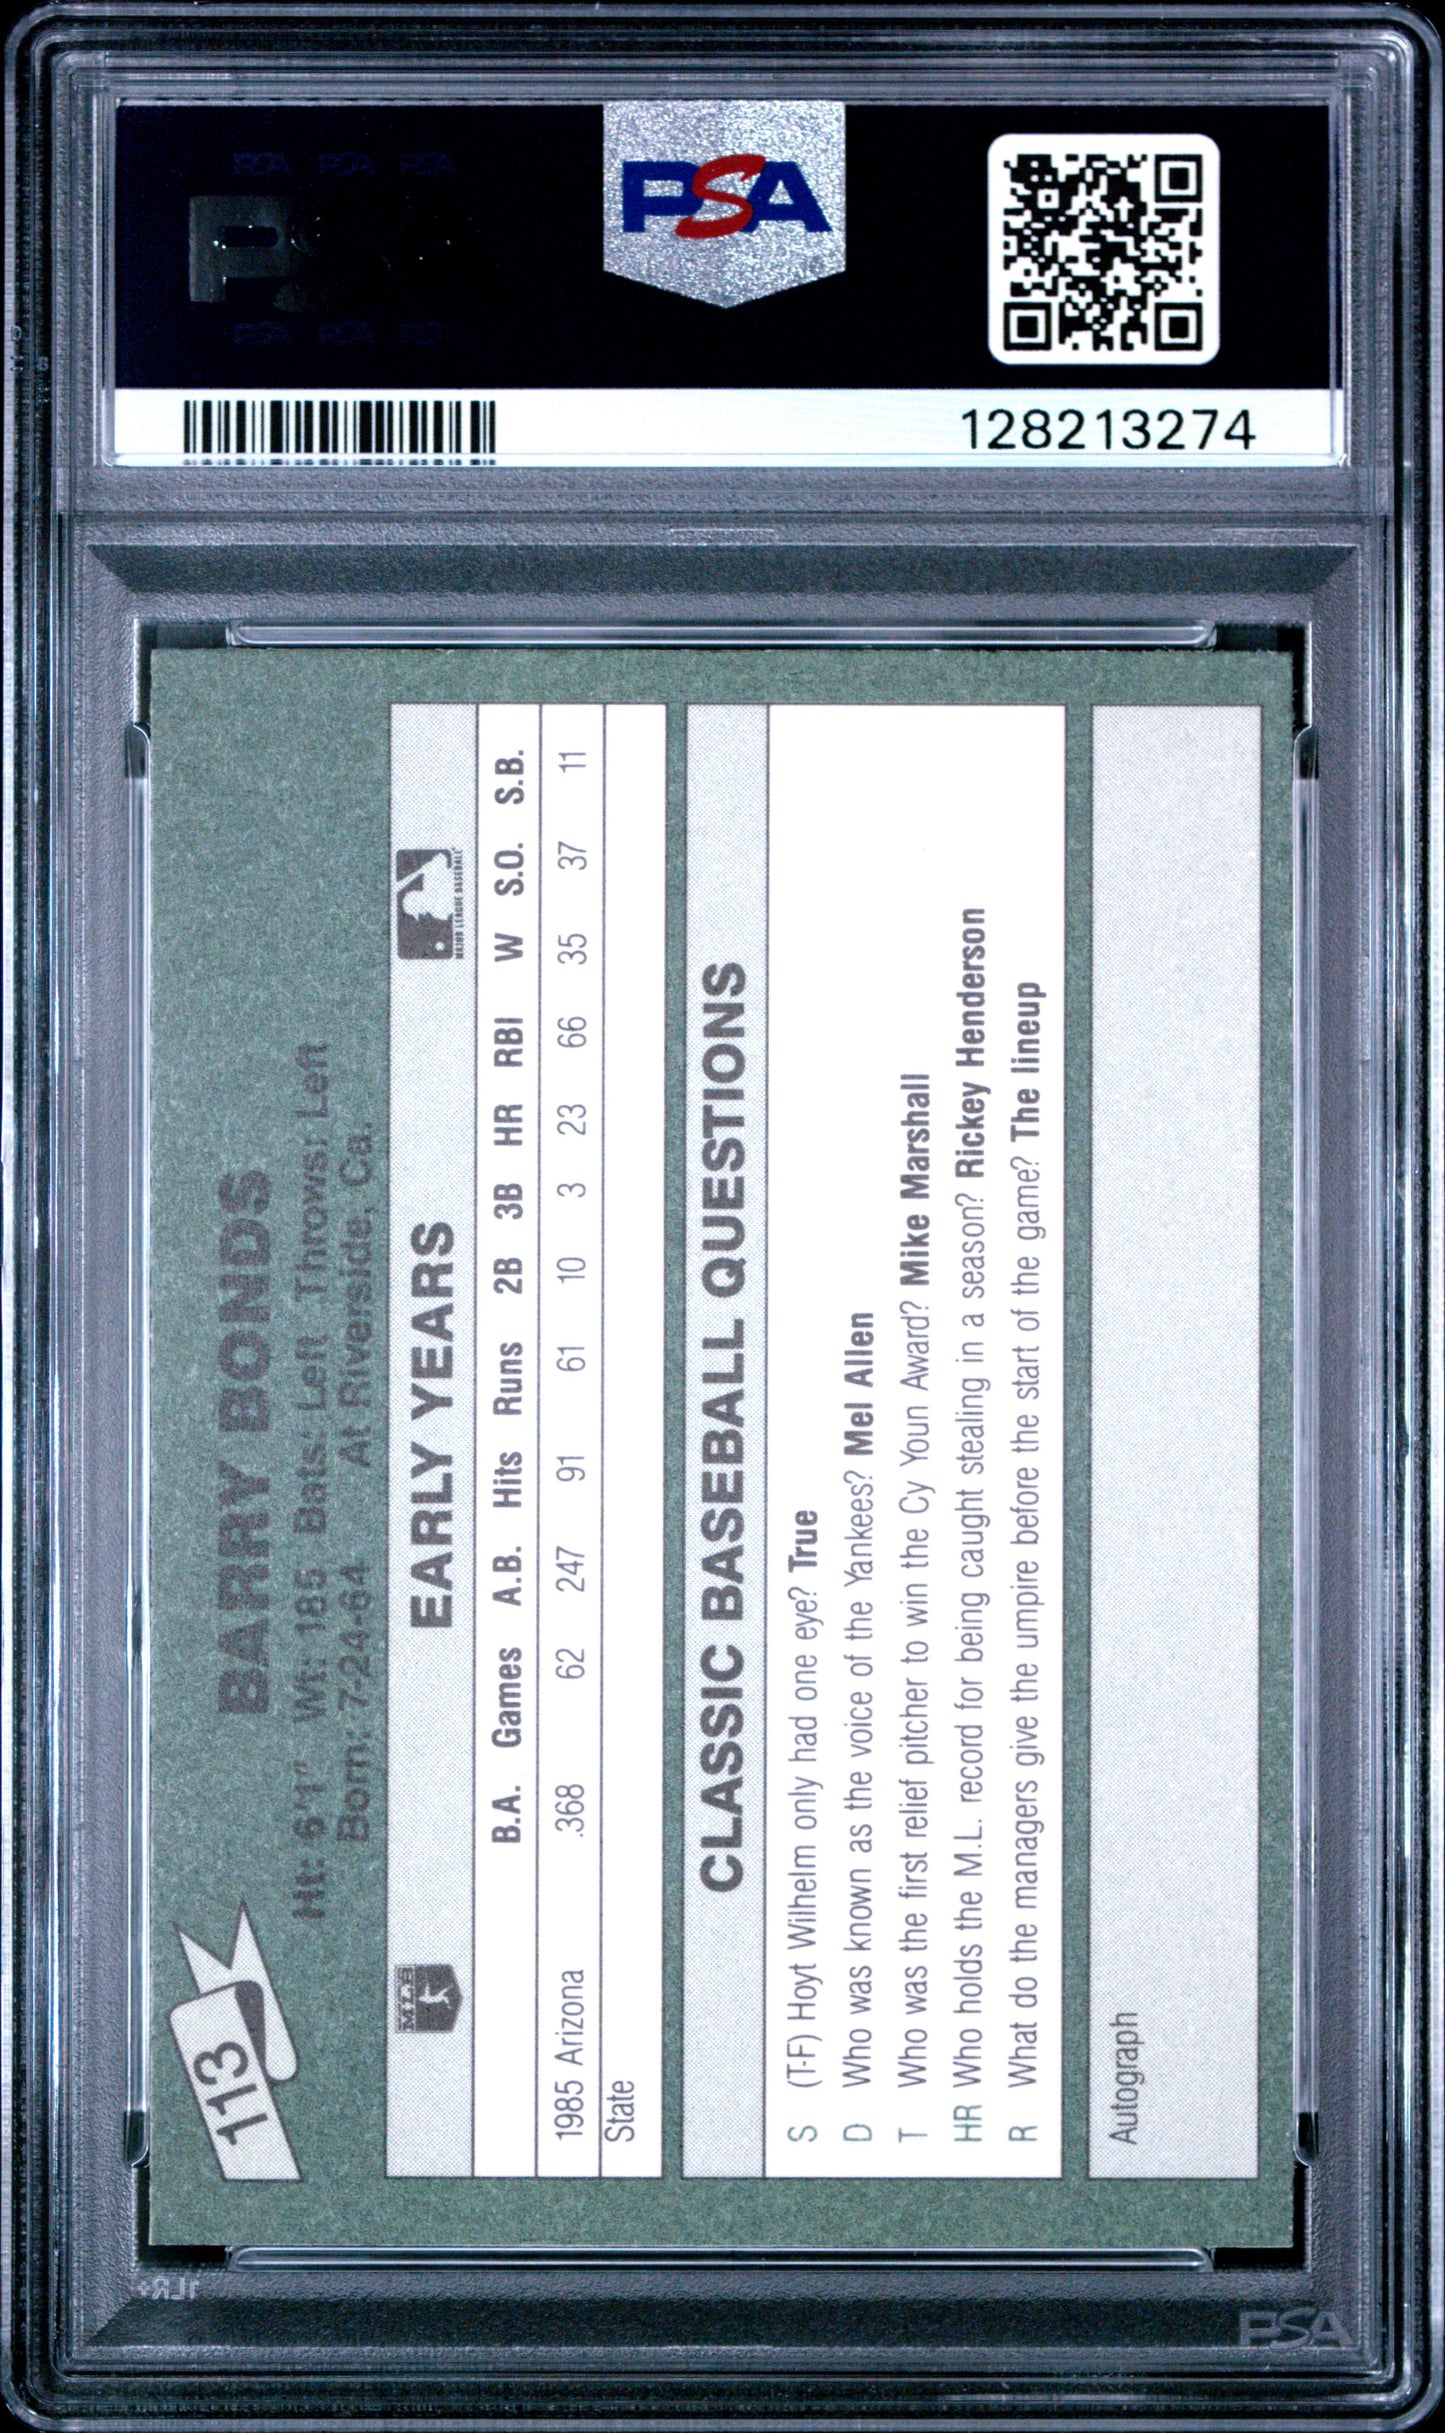 PSA
128213274
113
BARRY BONDS
Ht: 6'1" Wt: 185 Bats: Left Throws: Left
Born: 7-24-64 At Riverside, Ca.
MLB
EARLY YEARS
MAJOR LEAGUE BASEBALL
B.A. Games A.B. Hits Runs 2B 3B HR RBI W S.O. S.B.
1985 Arizona .368 62 247 91 61 10 3 23 66 35 37 11
State
CLASSIC BASEBALL QUESTIONS
S (T-F) Hoyt Wilhelm only had one eye? True
D Who was known as the voice of the Yankees? Mel Allen
T Who was the first relief pitcher to win the Cy Youn Award? Mike Marshall
HR Who holds the M.L. record for being caught stealing in a season? Rickey Henderson
R What do the managers give the umpire before the start of the game? The lineup
Autograph
PSA